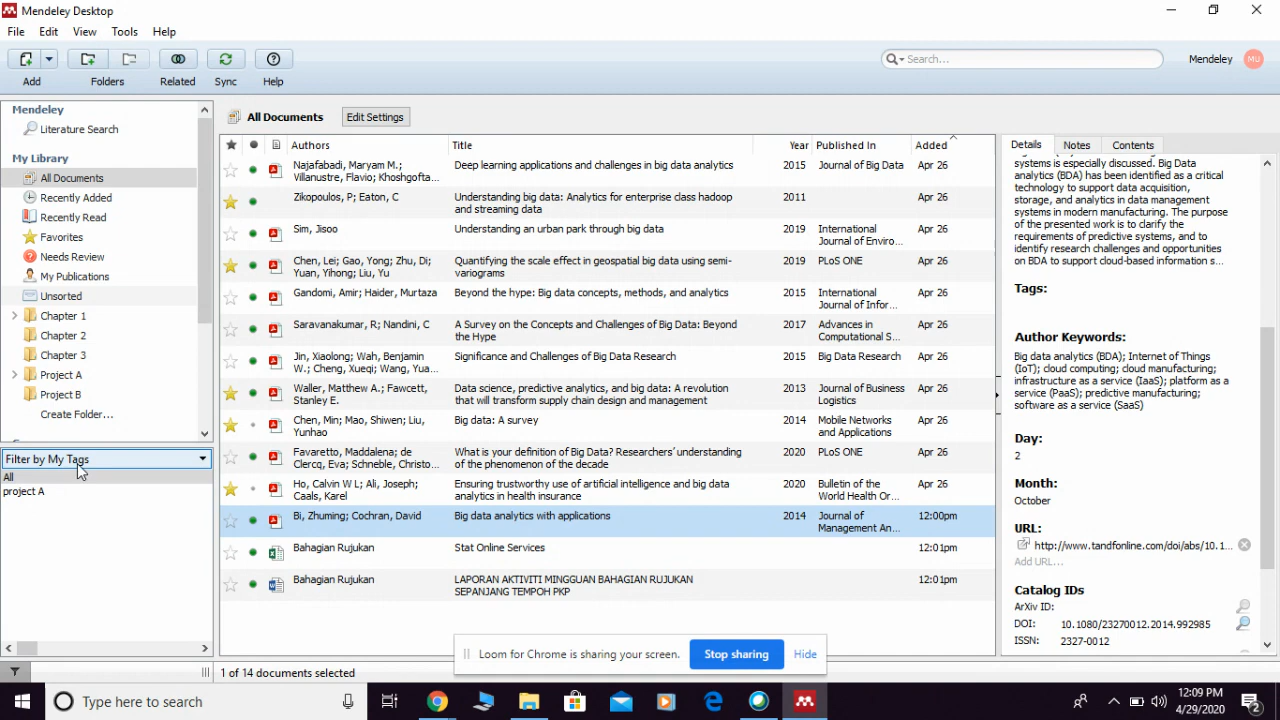 Mendeley Desktop
File Edit View Tools Help
Add Folders Related Sync Help
Search...
Mendeley MU
Mendeley
Literature Search
My Library
All Documents
Recently Added
Recently Read
Favorites
Needs Review
My Publications
Unsorted
Chapter 1
Chapter 2
Chapter 3
Project A
Project B
Create Folder...
Filter by My Tags
All
project A
All Documents Edit Settings
Authors Title Year Published In Added
Najafabadi, Maryam M.; Deep learning applications and challenges in big data analytics 2015 Journal of Big Data Apr 26
Villanustre, Flavio; Khoshgofta...
Zikopoulos, P; Eaton, C Understanding big data: Analytics for enterprise class hadoop 2011 Apr 26
and streaming data
Sim, Jisoo Understanding an urban park through big data 2019 International Apr 26
Journal of Enviro...
Chen, Lei; Gao, Yong; Zhu, Di; Quantifying the scale effect in geospatial big data using semi- 2019 PLoS ONE Apr 26
Yuan, Yihong; Liu, Yu variograms
Gandomi, Amir; Haider, Murtaza Beyond the hype: Big data concepts, methods, and analytics 2015 International Apr 26
Journal of Infor...
Saravanakumar, R; Nandini, C A Survey on the Concepts and Challenges of Big Data: Beyond 2017 Advances in Apr 26
the Hype Computational S...
Jin, Xiaolong; Wah, Benjamin Significance and Challenges of Big Data Research 2015 Big Data Research Apr 26
W.; Cheng, Xueqi; Wang, Yua...
Waller, Matthew A.; Fawcett, Data science, predictive analytics, and big data: A revolution 2013 Journal of Business Apr 26
Stanley E. that will transform supply chain design and management Logistics
Chen, Min; Mao, Shiwen; Liu, Big data: A survey 2014 Mobile Networks Apr 26
Yunhao and Applications
Favaretto, Maddalena; de What is your definition of Big Data? Researchers' understanding 2020 PLoS ONE Apr 26
Clercq, Eva; Schneble, Christo... of the phenomenon of the decade
Ho, Calvin W L; Ali, Joseph; Ensuring trustworthy use of artificial intelligence and big data 2020 Bulletin of the Apr 26
Caals, Karel analytics in health insurance World Health Or...
Bi, Zhuming; Cochran, David Big data analytics with applications 2014 Journal of 12:00pm
Management An...
Bahagian Rujukan Stat Online Services 12:01pm
Bahagian Rujukan LAPORAN AKTIVITI MINGGUAN BAHAGIAN RUJUKAN 12:01pm
SEPANJANG TEMPOH PKP
Details Notes Contents
systems is especially discussed. Big Data
analytics (BDA) has been identified as a critical
technology to support data acquisition,
storage, and analytics in data management
systems in modern manufacturing. The purpose
of the presented work is to clarify the
requirements of predictive systems, and to
identify research challenges and opportunities
on BDA to support cloud-based information s...
Tags:
Author Keywords:
Big data analytics (BDA); Internet of Things
(IoT); cloud computing; cloud manufacturing;
infrastructure as a service (IaaS); platform as a
service (PaaS); predictive manufacturing;
software as a service (SaaS)
Day:
2
Month:
October
URL:
http://www.tandfonline.com/doi/abs/10.1...
Add URL...
Catalog IDs
ArXiv ID:
DOI: 10.1080/23270012.2014.992985
ISSN: 2327-0012
Loom for Chrome is sharing your screen. Stop sharing Hide
1 of 14 documents selected
Type here to search
12:09 PM
4/29/2020
2